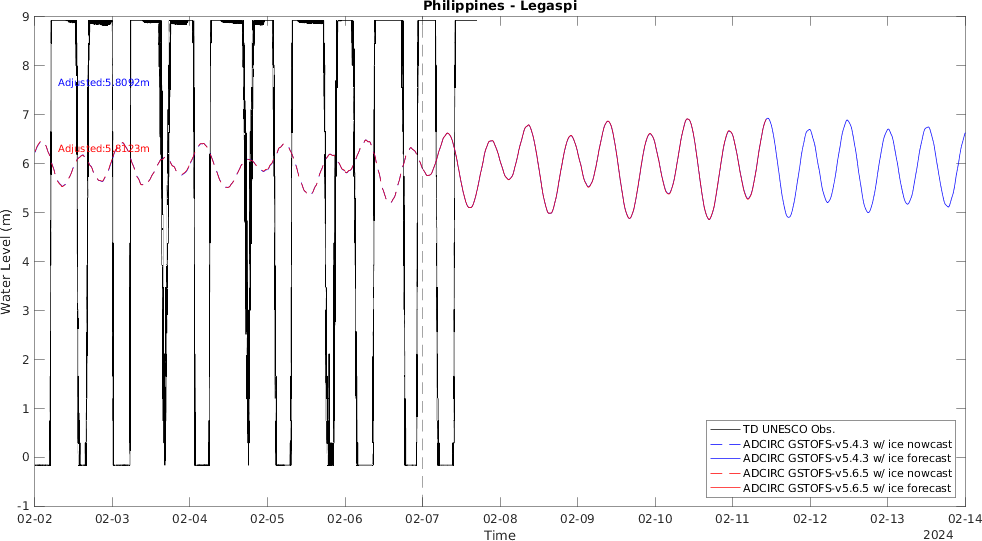 Philippines - Legaspi
9
8
7
6
5
4
3
2
1
0
-1
Water Level (m)
Adjusted:5.8092m
Adjusted:5.8123m
TD UNESCO Obs.
ADCIRC GSTOFS-v5.4.3 w/ ice nowcast
ADCIRC GSTOFS-v5.4.3 w/ ice forecast
ADCIRC GSTOFS-v5.6.5 w/ ice nowcast
ADCIRC GSTOFS-v5.6.5 w/ ice forecast
02-02 02-03 02-04 02-05 02-06 02-07 02-08 02-09 02-10 02-11 02-12 02-13 02-14
Time
2024